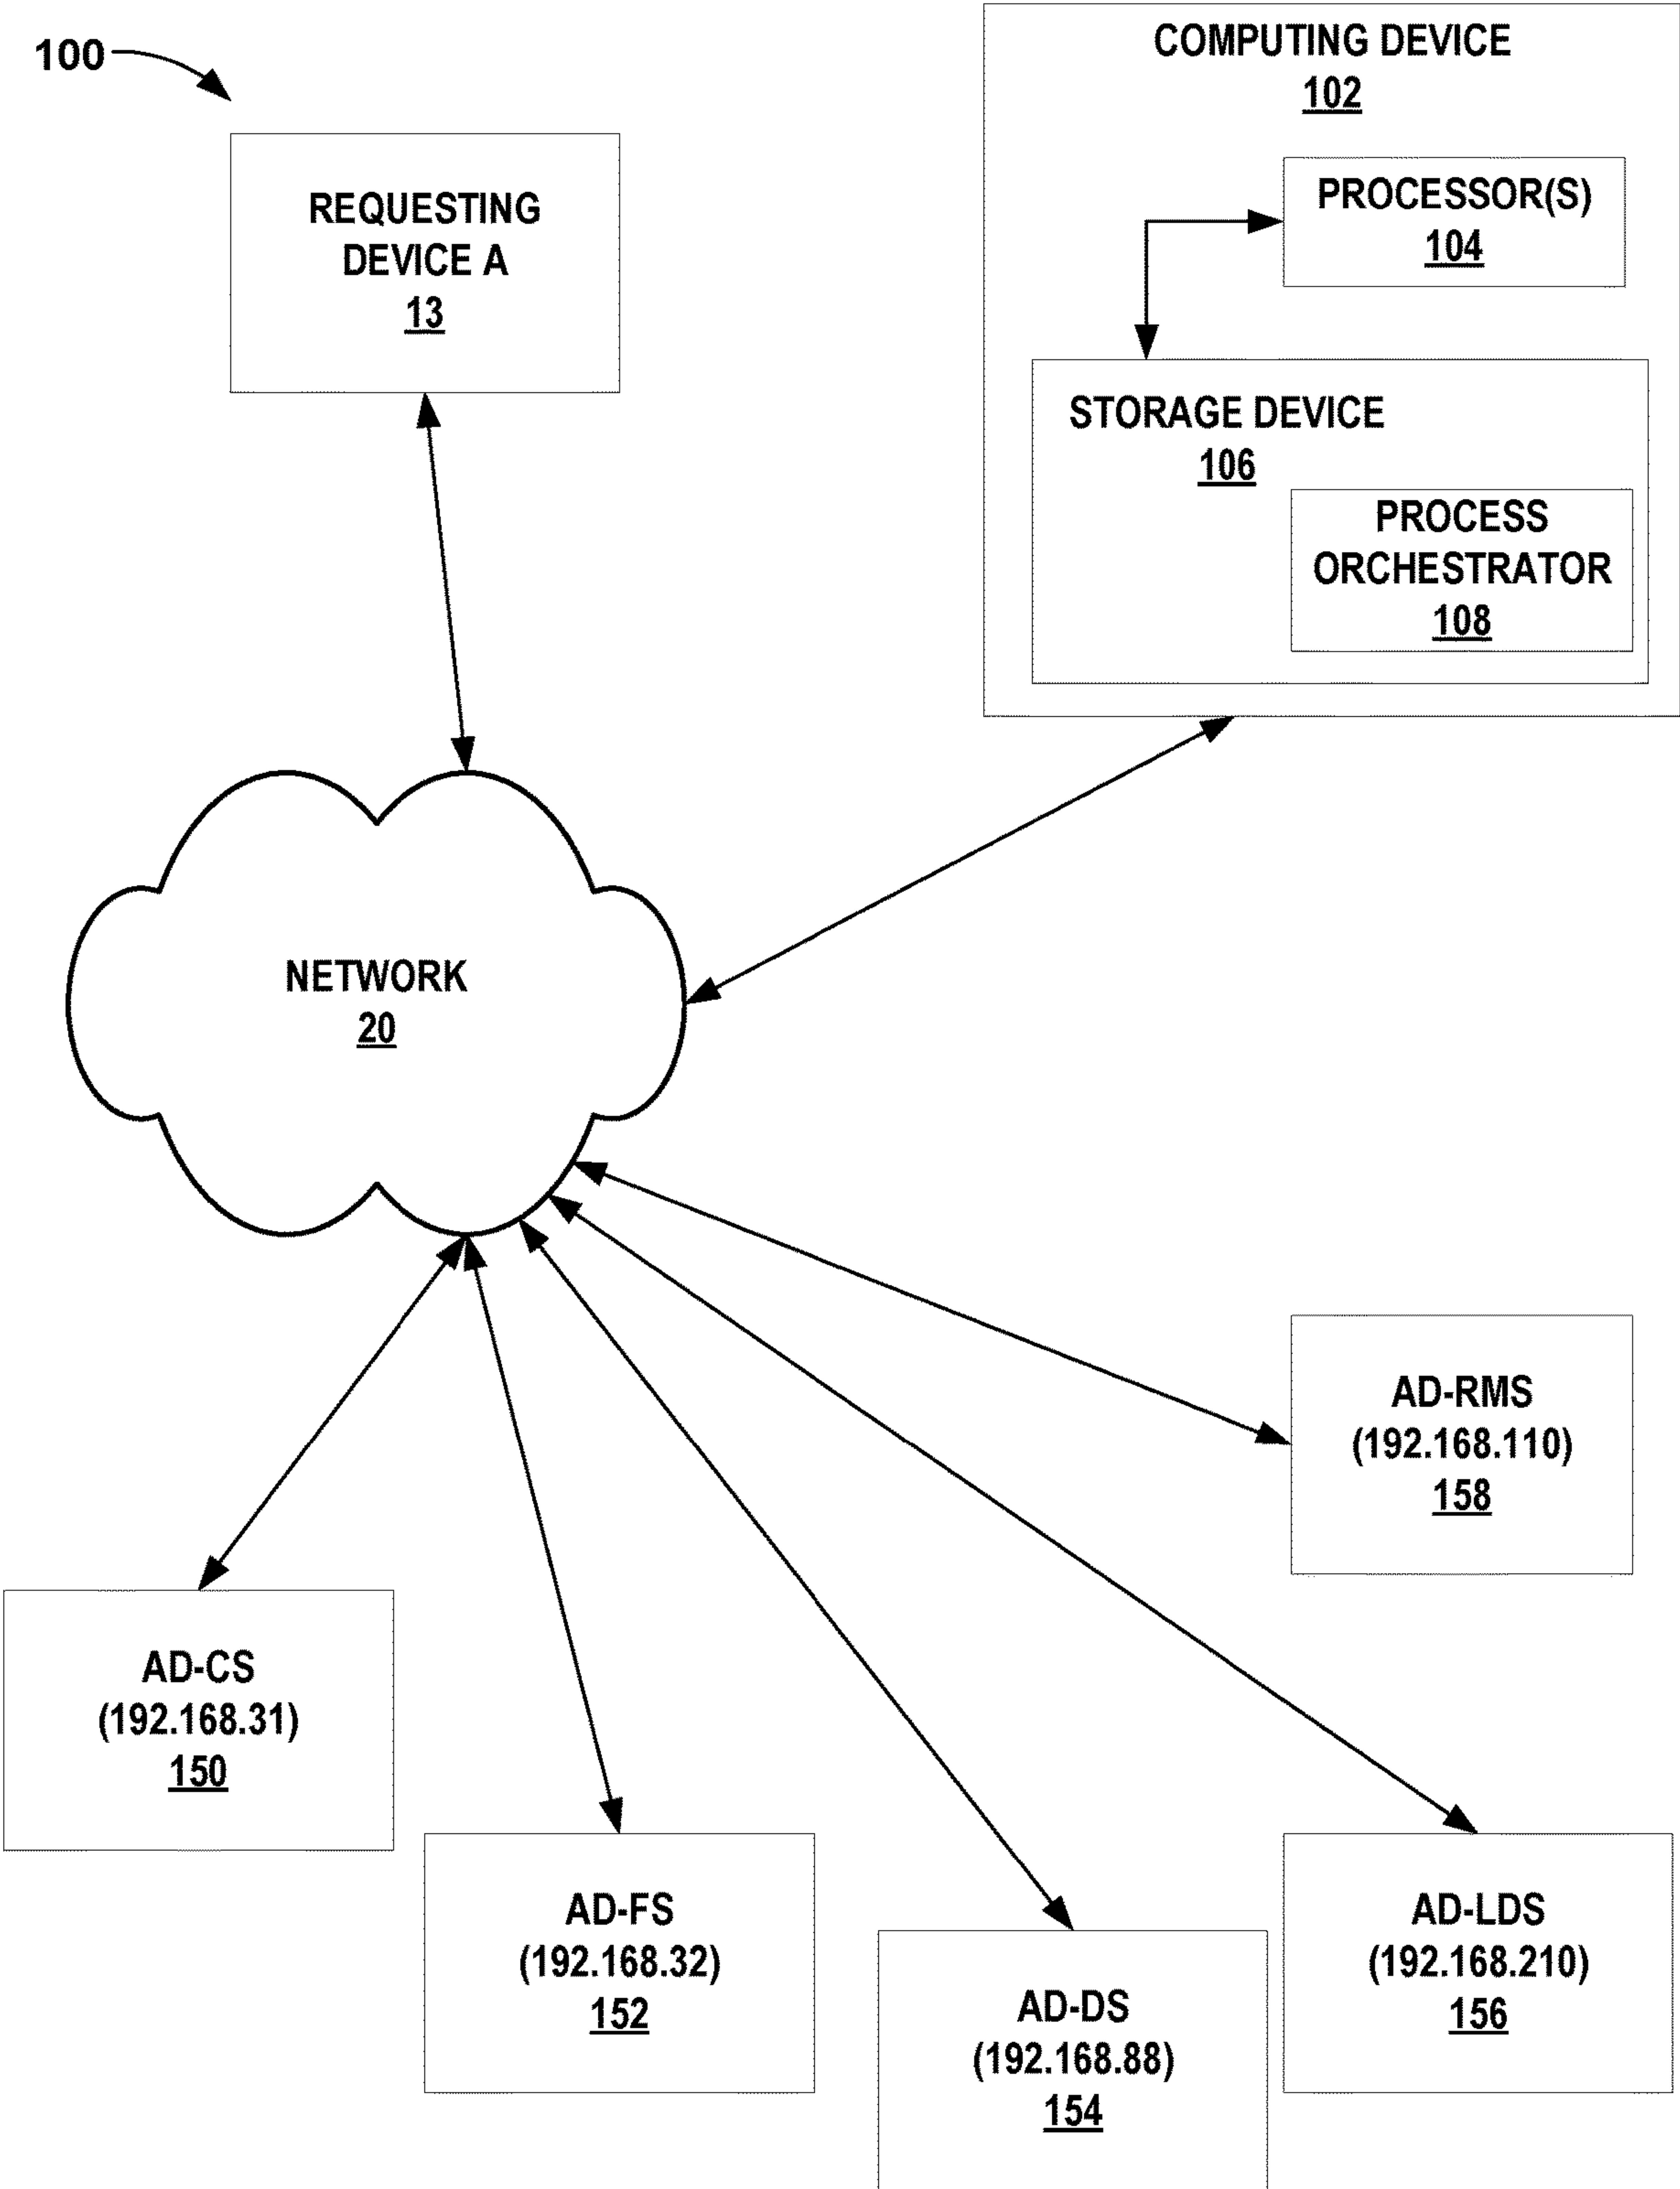 100
REQUESTING
DEVICE A
13
COMPUTING DEVICE
102
PROCESSOR(S)
104
STORAGE DEVICE
106
PROCESS
ORCHESTRATOR
108
NETWORK
20
AD-RMS
(192.168.110)
158
AD-CS
(192.168.31)
150
AD-FS
(192.168.32)
152
AD-DS
(192.168.88)
154
AD-LDS
(192.168.210)
156